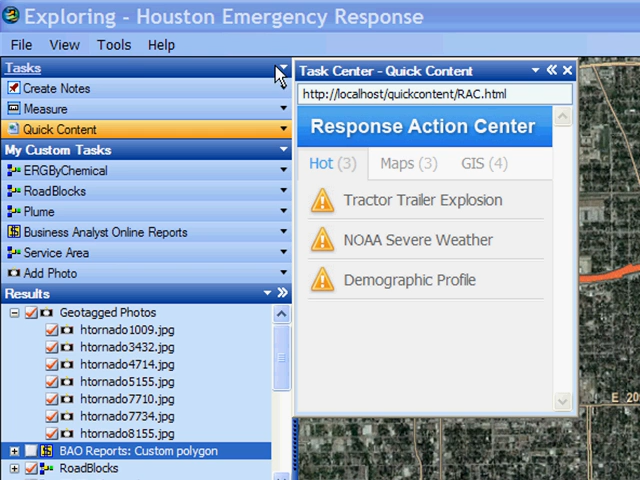 Exploring - Houston Emergency Response
File View Tools Help
Tasks
Create Notes
Measure
Quick Content
My Custom Tasks
ERGByChemical
RoadBlocks
Plume
Business Analyst Online Reports
Service Area
Add Photo
Results
Geotagged Photos
htornado1009.jpg
htornado3432.jpg
htornado4714.jpg
htornado5155.jpg
htornado7710.jpg
htornado7734.jpg
htornado8155.jpg
BAO Reports: Custom polygon
RoadBlocks
Task Center - Quick Content
http://localhost/quickcontent/RAC.html
Response Action Center
Hot (3) Maps (3) GIS (4)
Tractor Trailer Explosion
NOAA Severe Weather
Demographic Profile
E 20